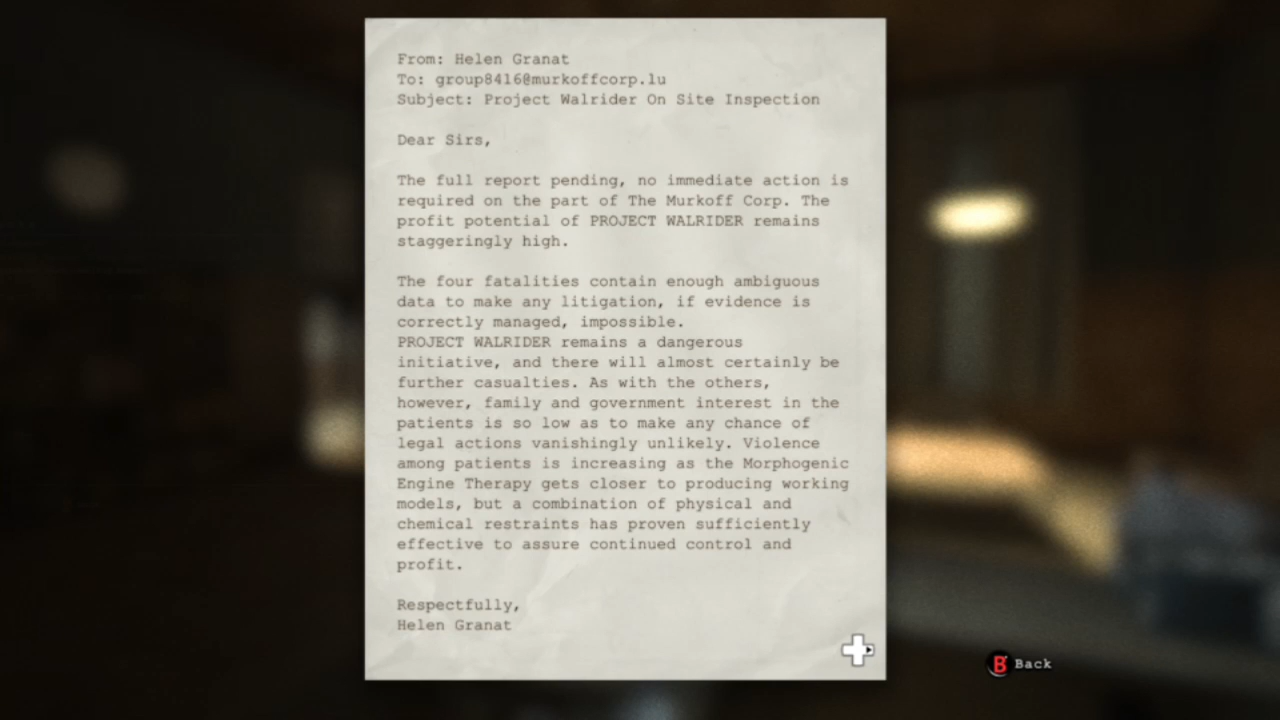 From: Helen Granat
To: group8416@murkoffcorp.lu
Subject: Project Walrider On Site Inspection
Dear Sirs,
The full report pending, no immediate action is
required on the part of The Murkoff Corp. The
profit potential of PROJECT WALRIDER remains
staggeringly high.
The four fatalities contain enough ambiguous
data to make any litigation, if evidence is
correctly managed, impossible.
PROJECT WALRIDER remains a dangerous
initiative, and there will almost certainly be
further casualties. As with the others,
however, family and government interest in the
patients is so low as to make any chance of
legal actions vanishingly unlikely. Violence
among patients is increasing as the Morphogenic
Engine Therapy gets closer to producing working
models, but a combination of physical and
chemical restraints has proven sufficiently
effective to assure continued control and
profit.
Respectfully,
Helen Granat
B Back